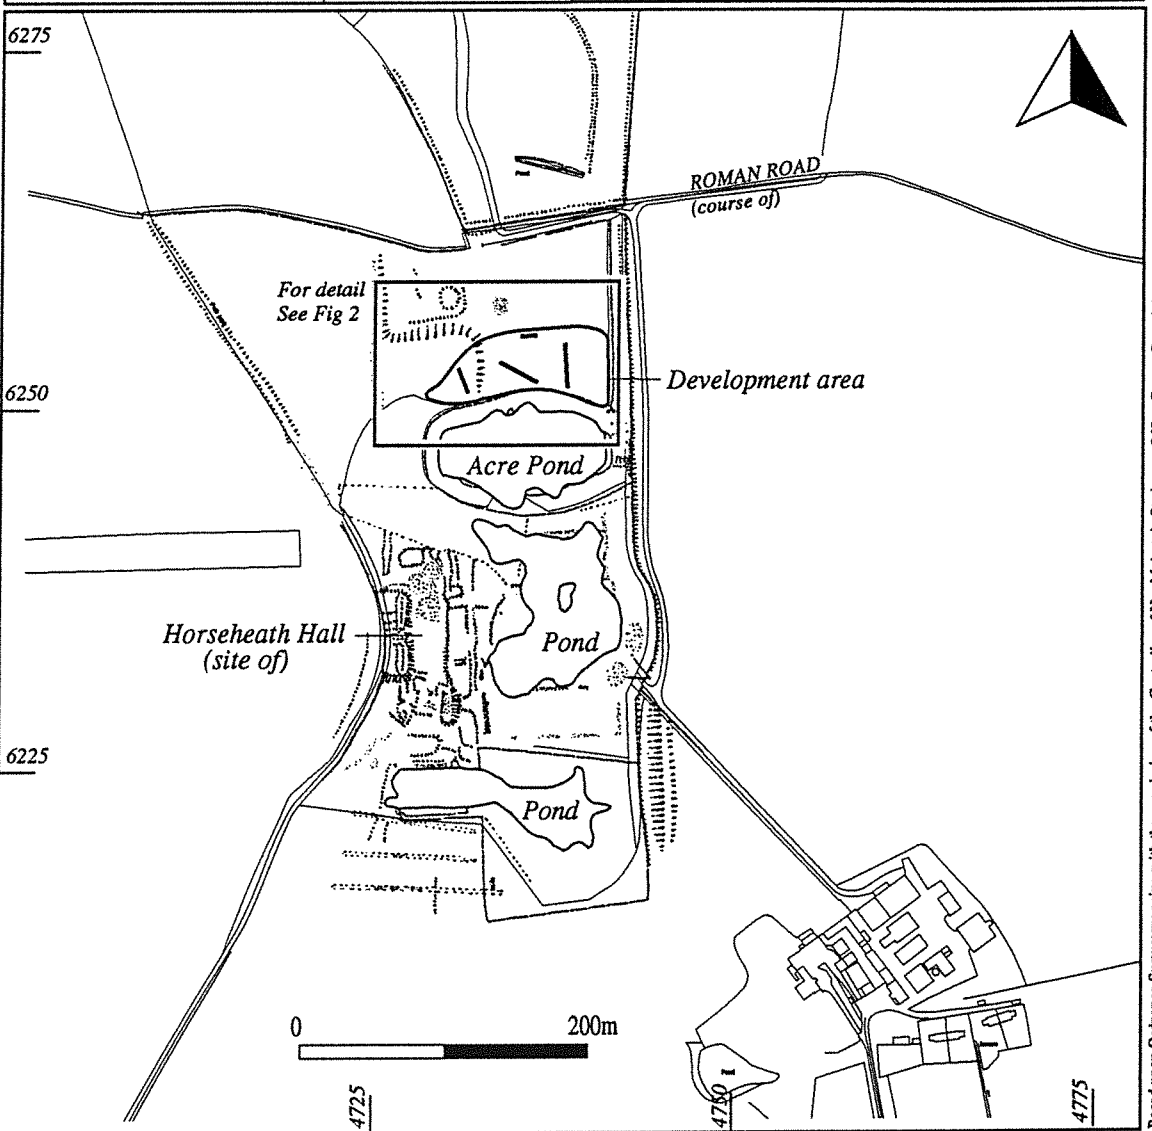 6275
ROMAN ROAD
(course of)
For detail
See Fig 2
6250
Development area
Acre Pond
Horseheath Hall
(site of)
Pond
6225
Pond
0 200m
4725
4750
4775